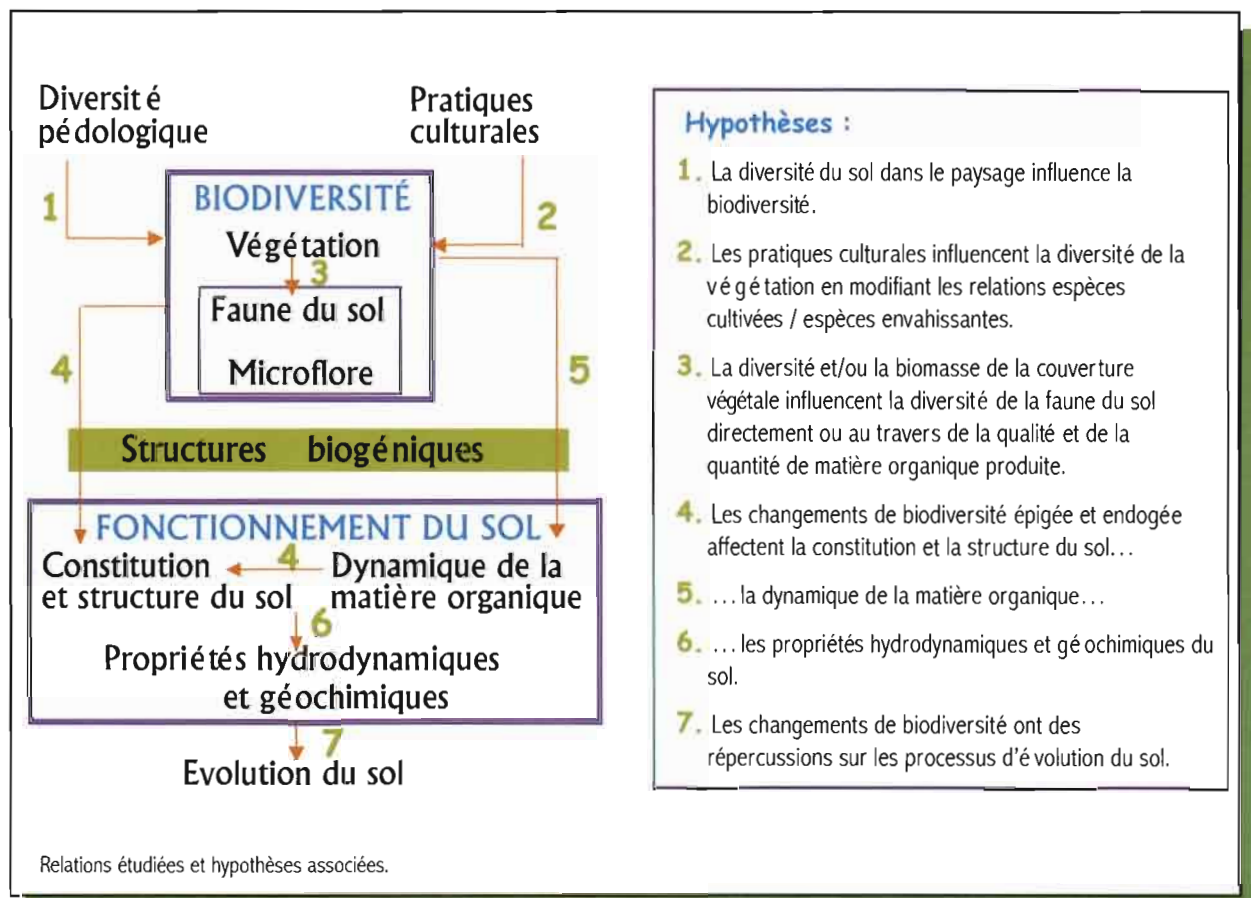 Diversité
pédologique
Pratiques
culturales
1
2
BIODIVERSITÉ
Végétation
3
Faune du sol
Microflore
4
5
Structures biogéniques
FONCTIONNEMENT DU SOL
Constitution
et structure du sol
4
Dynamique de la
matière organique
6
Propriétés hydrodynamiques
et géochimiques
7
Evolution du sol
Hypothèses :
1. La diversité du sol dans le paysage influence la
biodiversité.
2. Les pratiques culturales influencent la diversité de la
végétation en modifiant les relations espèces
cultivées / espèces envahissantes.
3. La diversité et/ou la biomasse de la couverture
végétale influencent la diversité de la faune du sol
directement ou au travers de la qualité et de la
quantité de matière organique produite.
4. Les changements de biodiversité épigée et endogée
affectent la constitution et la structure du sol...
5. ...la dynamique de la matière organique...
6. ...les propriétés hydrodynamiques et géochimiques du
sol.
7. Les changements de biodiversité ont des
répercussions sur les processus d'évolution du sol.
Relations étudiées et hypothèses associées.